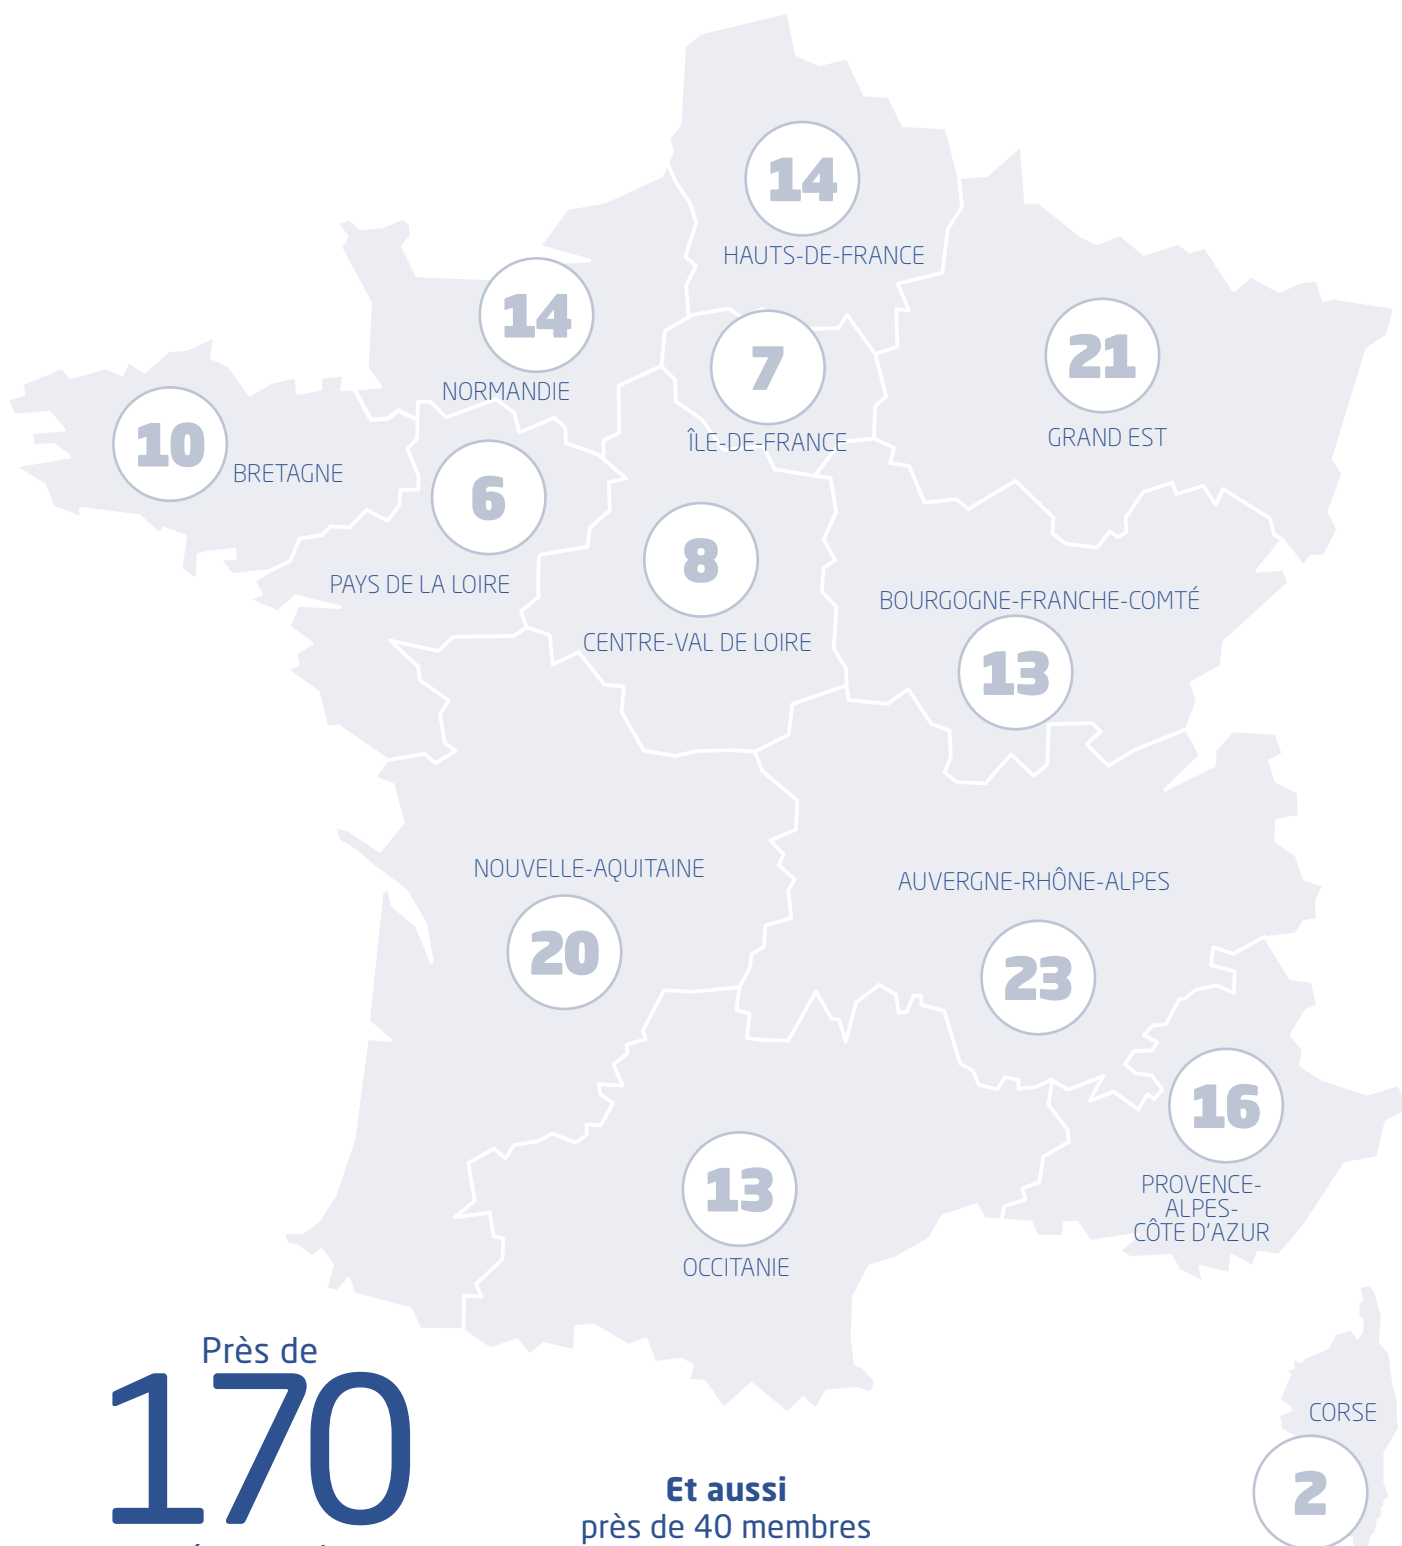 14
HAUTS-DE-FRANCE
14
NORMANDIE
7
ÎLE-DE-FRANCE
21
GRAND EST
10
BRETAGNE
6
PAYS DE LA LOIRE
8
CENTRE-VAL DE LOIRE
BOURGOGNE-FRANCHE-COMTÉ
13
NOUVELLE-AQUITAINE
20
AUVERGNE-RHÔNE-ALPES
23
16
PROVENCE-
ALPES-
CÔTE D'AZUR
13
OCCITANIE
CORSE
2
Près de
170
Et aussi
près de 40 membres